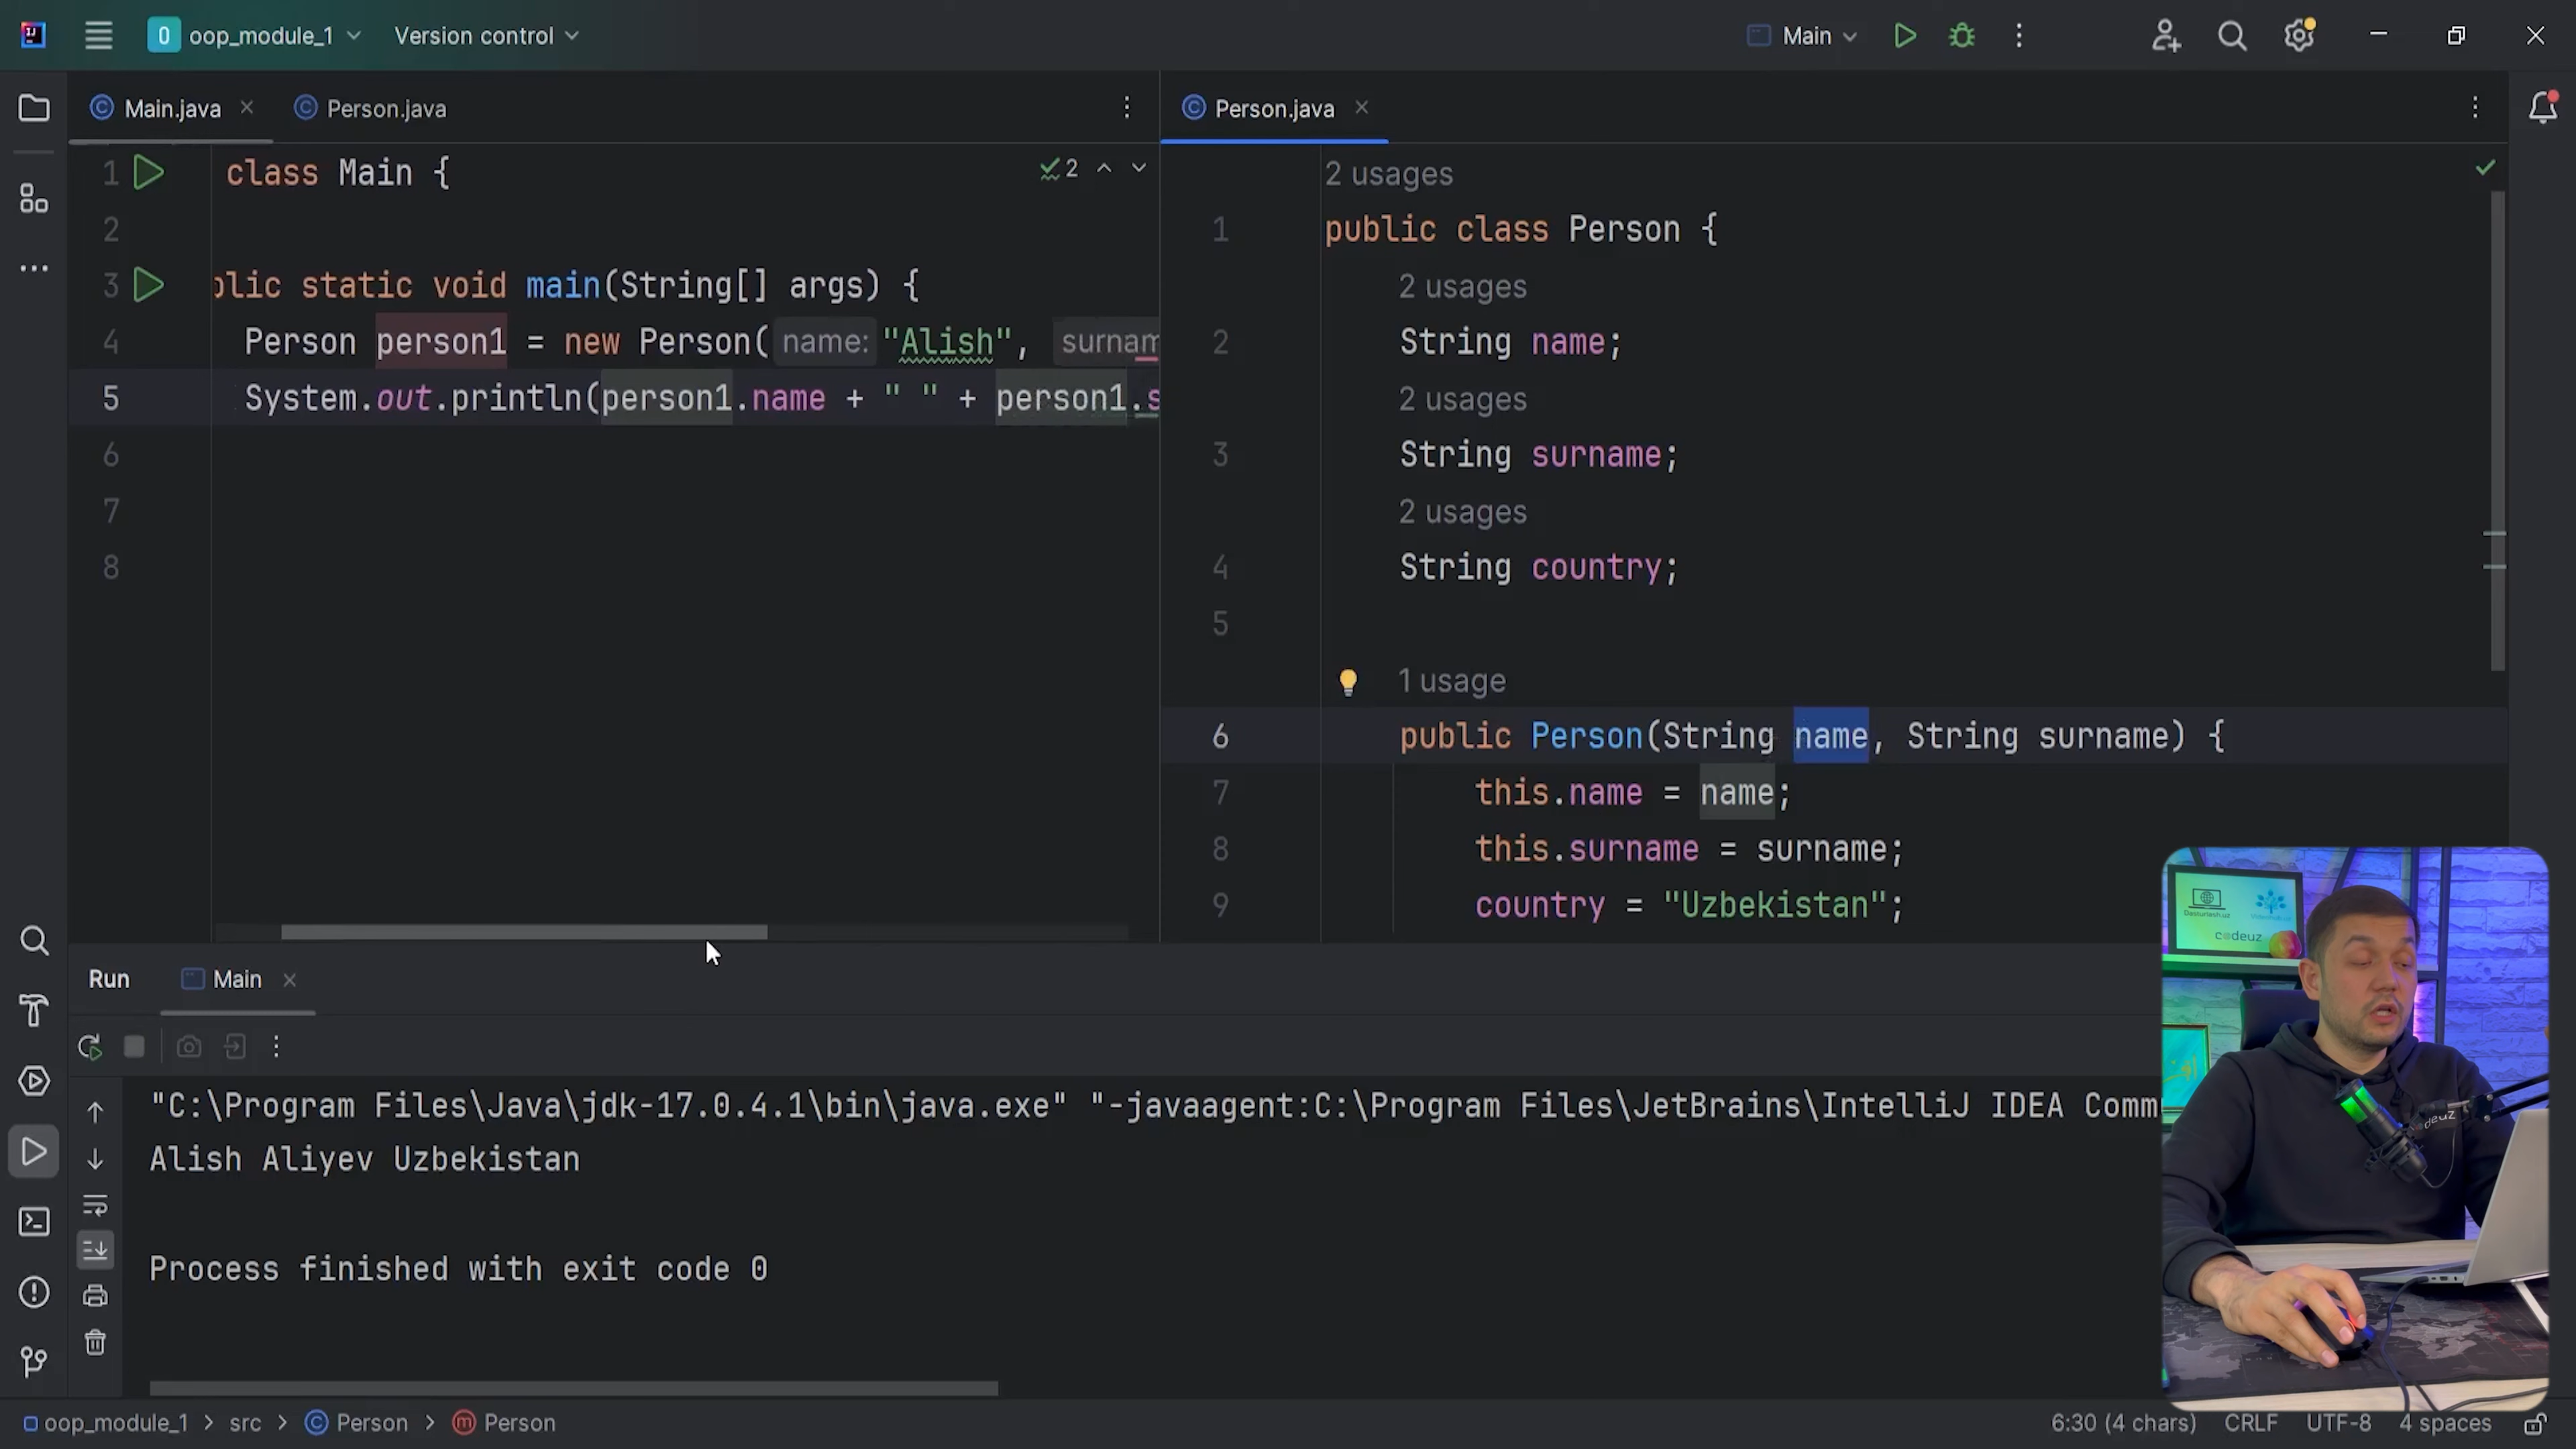 oop_module_1
Version control
Main
Main.java
Person.java
1 class Main {
2
3 blic static void main(String[] args) {
4 Person person1 = new Person( name: "Alish", surnam
5 System.out.println(person1.name + " " + person1.s
6
7
8
2
Person.java
2 usages
1 public class Person {
2 usages
2 String name;
2 usages
3 String surname;
2 usages
4 String country;
5
1 usage
6 public Person(String name, String surname) {
7 this.name = name;
8 this.surname = surname;
9 country = "Uzbekistan";
Run Main
"C:\Program Files\Java\jdk-17.0.4.1\bin\java.exe" "-javaagent:C:\Program Files\JetBrains\IntelliJ IDEA Comm
Alish Aliyev Uzbekistan
Process finished with exit code 0
Dasturlash.uz
codeuz
oop_module_1 > src > Person > Person
6:30 (4 chars) CRLF UTF-8 4 spaces